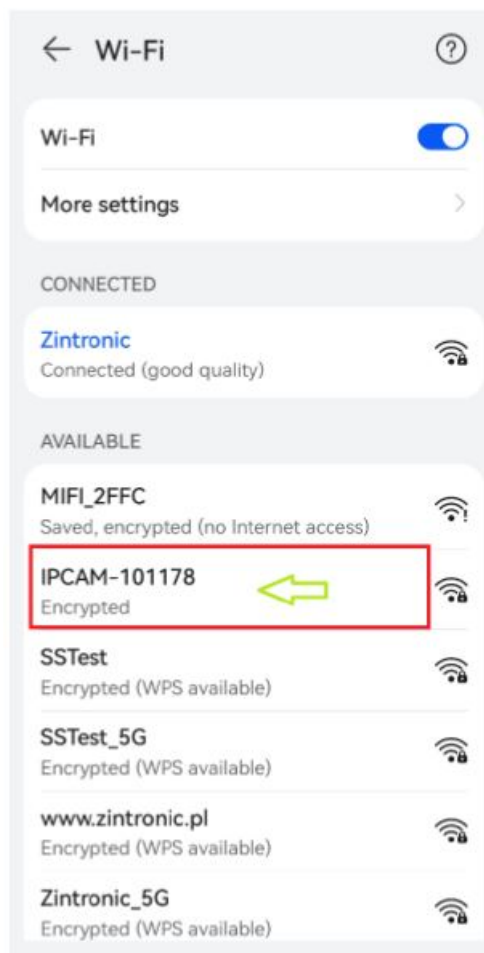 Wi-Fi
Wi-Fi
More settings
CONNECTED
Zintronic
Connected (good quality)
AVAILABLE
MIFI_2FFC
Saved, encrypted (no Internet access)
IPCAM-101178
Encrypted
SSTest
Encrypted (WPS available)
SSTest_5G
Encrypted (WPS available)
www.zintronic.pl
Encrypted (WPS available)
Zintronic_5G
Encrypted (WPS available)